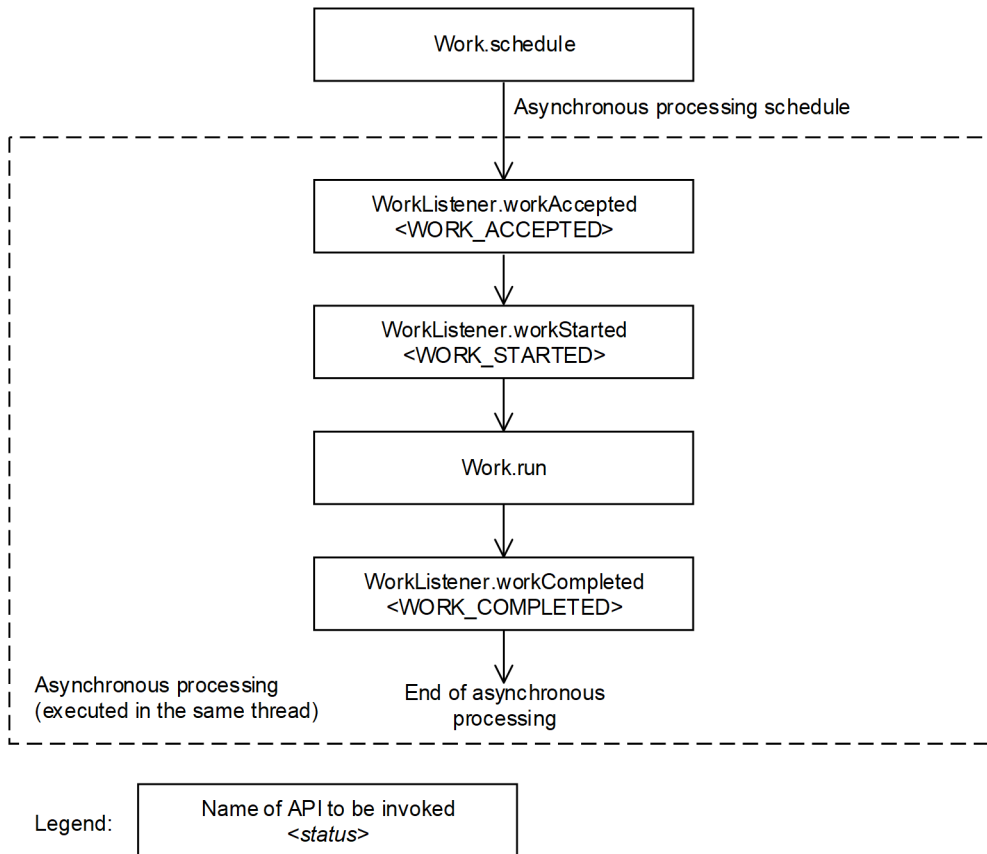 Work.schedule
Asynchronous processing schedule
WorkListener.workAccepted
<WORK_ACCEPTED>
WorkListener.workStarted
<WORK_STARTED>
Work.run
WorkListener.workCompleted
<WORK_COMPLETED>
End of asynchronous
processing
Asynchronous processing
(executed in the same thread)
Legend:
Name of API to be invoked
<status>